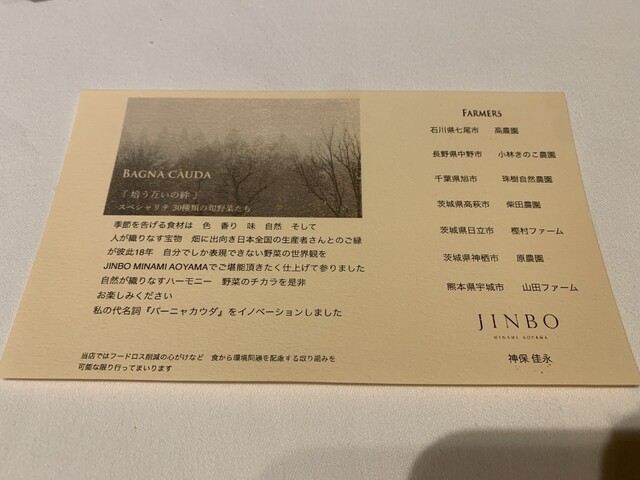 BAGNA CAUDA
『培う互いの絆』
スペシャリテ 30種類の旬野菜たち
季節を告げる食材は 色 香り 味 自然 そして
人が織りなす宝物 畑に出向き日本全国の生産者さんとのご縁
が彼此18年 自分でしか表現できない野菜の世界観を
JINBO MINAMI AOYAMAでご堪能頂きたく仕上げて参りました
自然が織りなすハーモニー 野菜のチカラを是非
お楽しみください
私の代名詞『バーニャカウダ』をイノベーションしました
当店ではフードロス削減の心がけなど 食から環境問題を配慮する取り組みを
可能な限り行ってまいります
FARMERS
石川県七尾市 高農園
長野県中野市 小林きのこ農園
千葉県旭市 珠樹自然農園
茨城県高萩市 柴田農園
茨城県日立市 樫村ファーム
茨城県神栖市 原農園
熊本県宇城市 山田ファーム
JINBO
MINAMI AOYAMA
神保 佳永